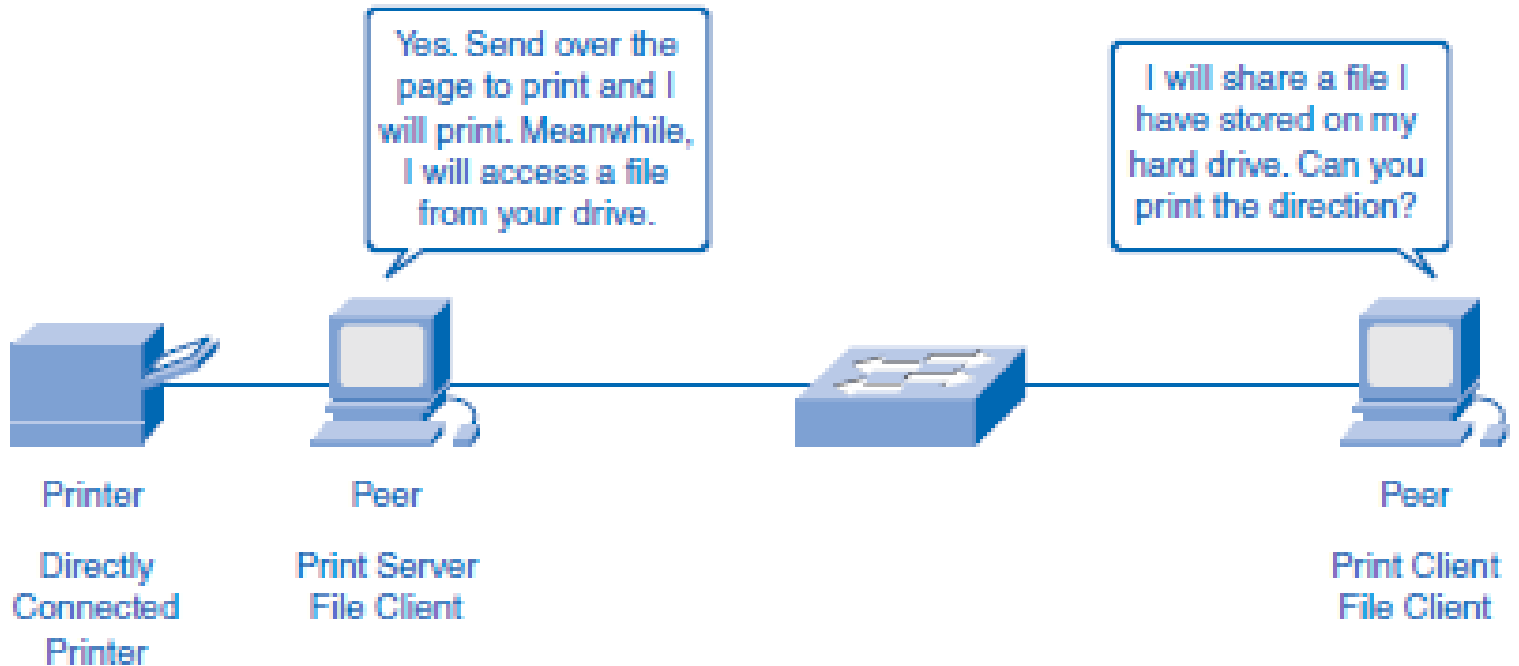 Yes. Send over the
page to print and I
will print. Meanwhile,
I will access a file
from your drive.
I will share a file I
have stored on my
hard drive. Can you
print the direction?
Printer
Directly
Connected
Printer
Peer
Print Server
File Client
Peer
Print Client
File Client